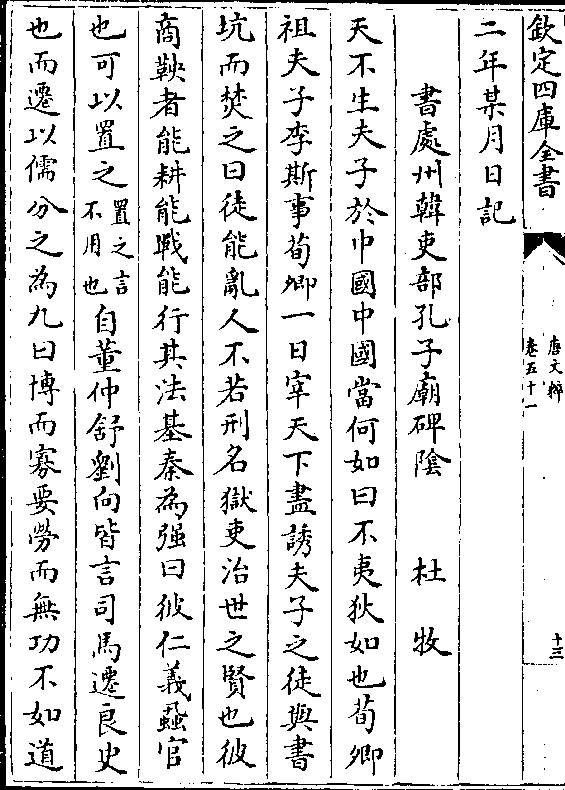 欽定四庫全書
唐文粹
卷五十一
十三
二年某月日記
書處州韓吏部孔子廟碑陰 杜牧
天不生夫子於中國中國當何如曰不夷狄如也荀卿
祖夫子李斯事荀卿一日宰天下盡誘夫子之徒與書
坑而焚之曰徒能亂人不若刑名獄吏治世之賢也彼
商鞅者能耕能戰能行其法基秦為强曰彼仁義蝨官
也可以置之置之言不用也自董仲舒劉向皆言司馬遷良史
也而遷以儒分之為九曰博而寡要勞而無功不如道